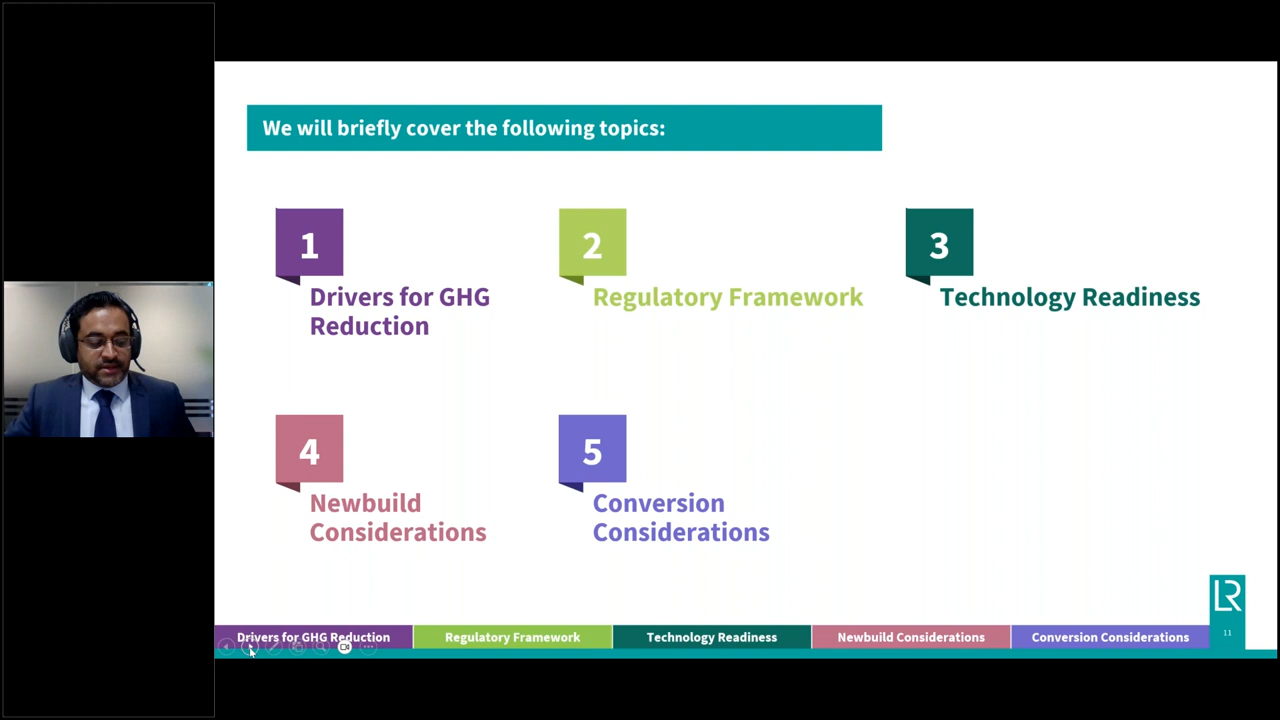 We will briefly cover the following topics:
1
Drivers for GHG
Reduction
2
Regulatory Framework
3
Technology Readiness
4
Newbuild
Considerations
5
Conversion
Considerations
LR
11
Drivers for GHG Reduction
Regulatory Framework
Technology Readiness
Newbuild Considerations
Conversion Considerations